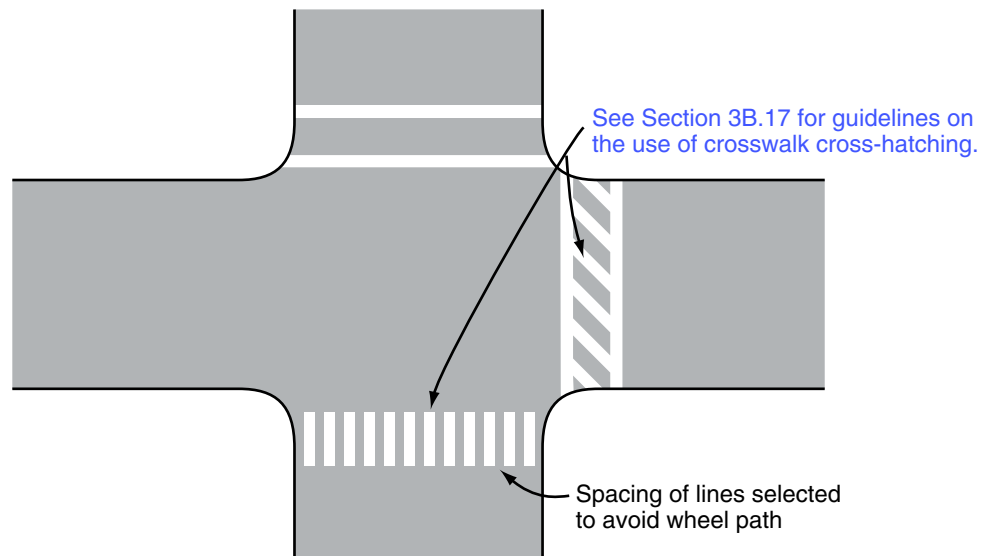 See Section 3B.17 for guidelines on
the use of crosswalk cross-hatching.
Spacing of lines selected
to avoid wheel path